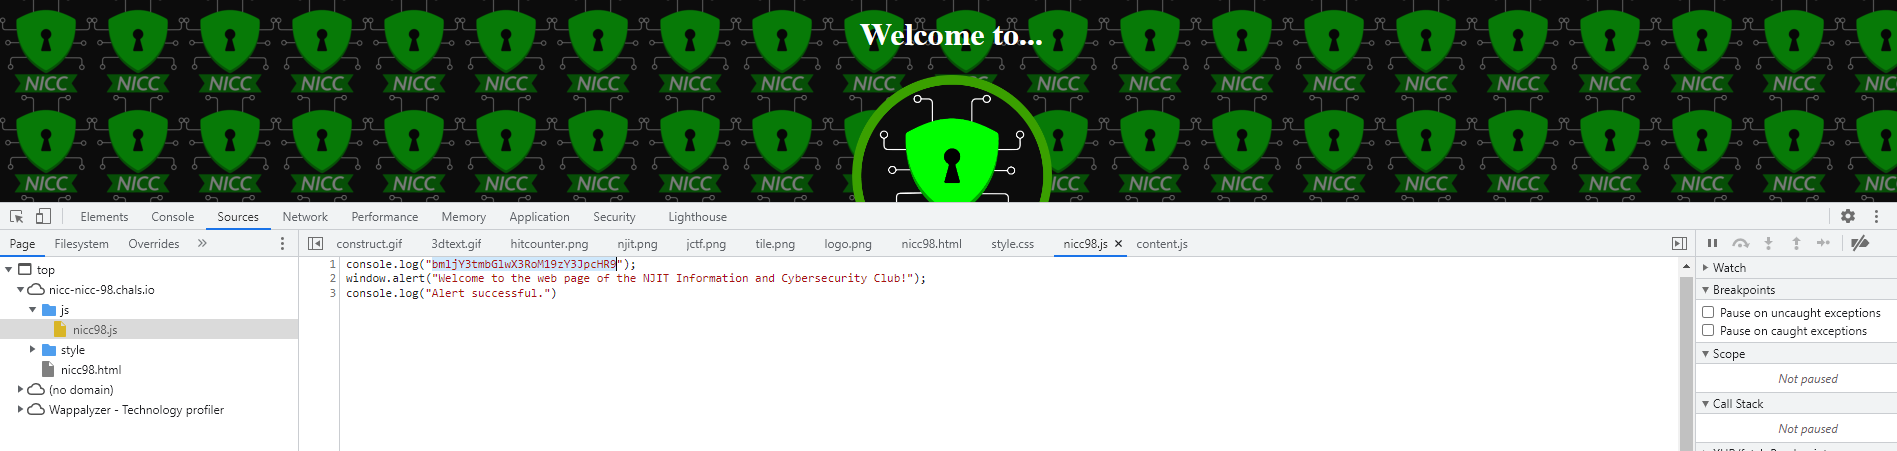 Welcome to...
NICC NICC NICC NICC NICC NICC NICC NICC NICC NICC NICC NICC NICC NICC NICC NICC NICC NICC NICC NICC
NICC NICC NICC NICC NICC NICC NICC NICC NICC NICC NICC NICC NICC NICC NICC NICC NICC NICC NICC
Elements Console Sources Network Performance Memory Application Security Lighthouse
Page Filesystem Overrides » construct.gif 3dtext.gif hitcounter.png njit.png jctf.png tile.png logo.png nicc98.html style.css nicc98.js × content.js
top
nicc-nicc-98.chals.io
js
nicc98.js
style
nicc98.html
(no domain)
Wappalyzer - Technology profiler
1 console.log("bmljY3tmbGlwX3RoM19zY3JpcHR9");
2 window.alert("Welcome to the web page of the NJIT Information and Cybersecurity Club!");
3 console.log("Alert successful.")
Watch
Breakpoints
Pause on uncaught exceptions
Pause on caught exceptions
Scope
Not paused
Call Stack
Not paused